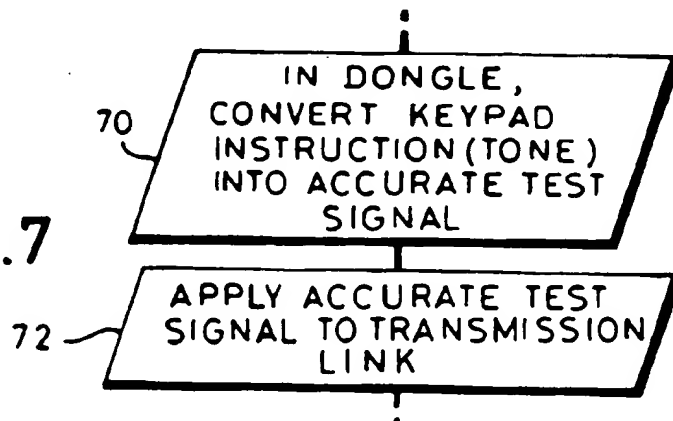 IN DONGLE,
CONVERT KEYPAD
70
INSTRUCTION(TONE)
INTO ACCURATE TEST
SIGNAL
.7
APPLY ACCURATE TEST
72
SIGNAL TO TRANSMISSION
LINK